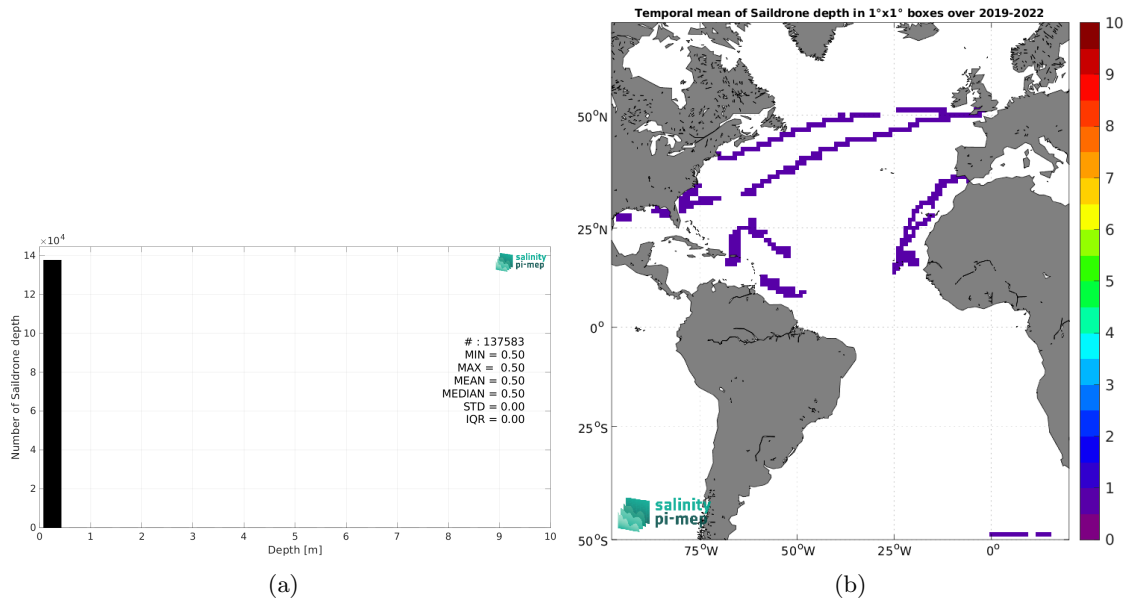 Temporal mean of Saildrone depth in 1°x1° boxes over 2019-2022
10
9
8
7
6
5
4
3
2
1
0
50°N
25°N
0°
25°S
50°S
75°W
50°W
25°W
0°
salinity
pi-mep
×10⁴
14
12
10
8
6
4
2
0
Number of Saildrone depth
salinity
pi-mep
# : 137583
MIN = 0.50
MAX = 0.50
MEAN = 0.50
MEDIAN = 0.50
STD = 0.00
IQR = 0.00
0 1 2 3 4 5 6 7 8 9 10
Depth [m]
(a)
(b)